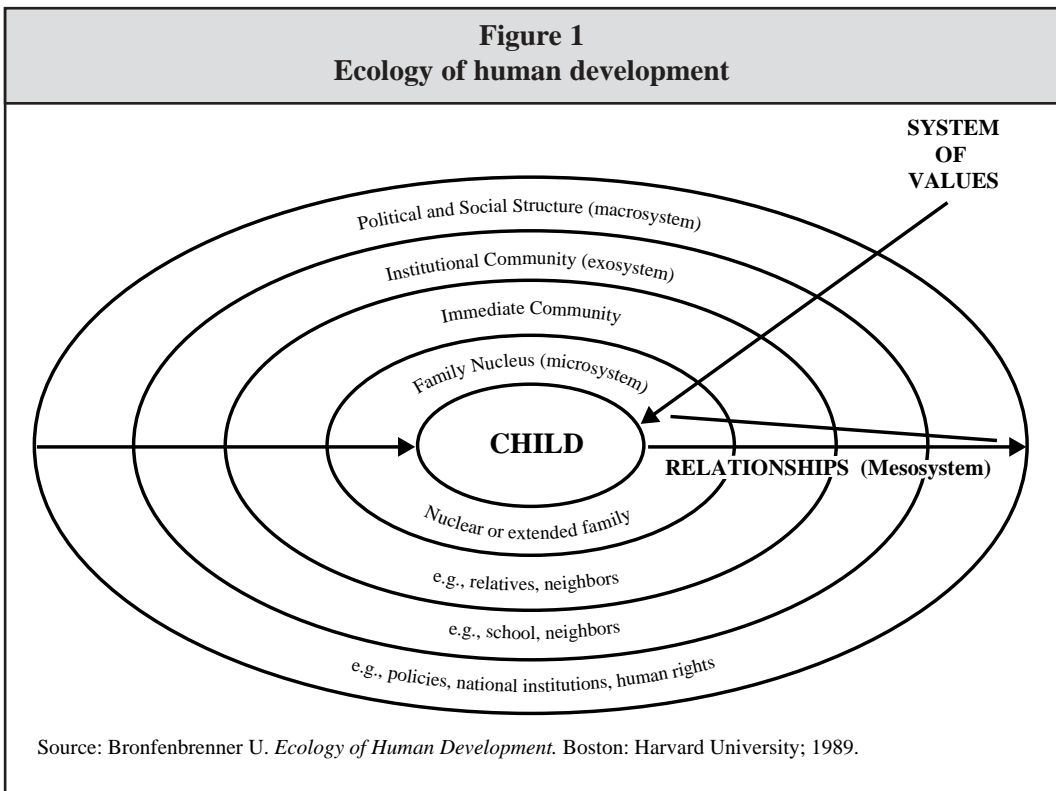 Figure 1
Ecology of human development
SYSTEM
OF
VALUES
Political and Social Structure (macrosystem)
Institutional Community (exosystem)
Immediate Community
Family Nucleus (microsystem)
CHILD
RELATIONSHIPS (Mesosystem)
Nuclear or extended family
e.g., relatives, neighbors
e.g., school, neighbors
e.g., policies, national institutions, human rights
Source: Bronfenbrenner U. Ecology of Human Development. Boston: Harvard University; 1989.